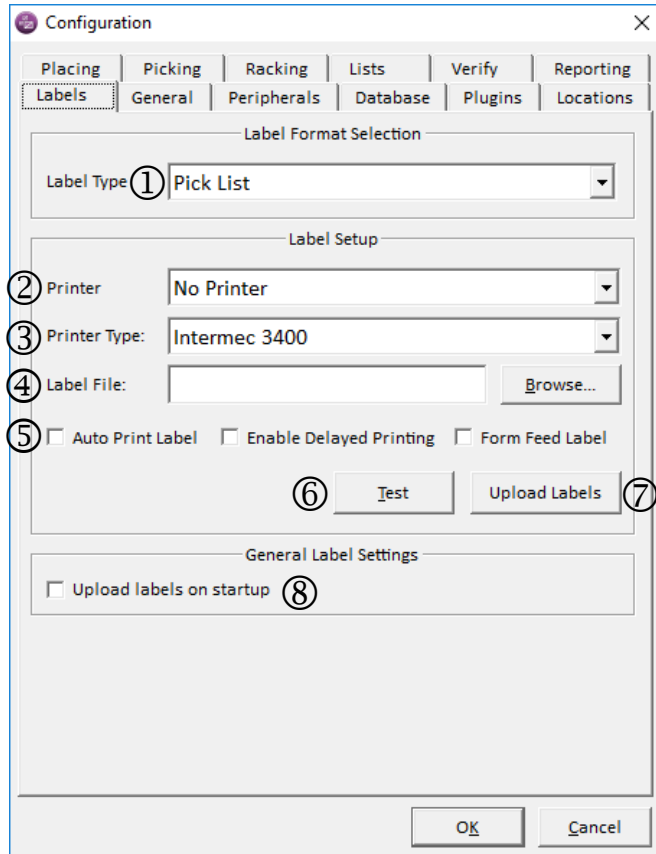 Configuration
Placing Picking Racking Lists Verify Reporting
Labels General Peripherals Database Plugins Locations
Label Format Selection
Label Type ① Pick List
Label Setup
② Printer No Printer
③ Printer Type: Intermec 3400
④ Label File: Browse...
⑤ Auto Print Label Enable Delayed Printing Form Feed Label
⑥ Test Upload Labels ⑦
General Label Settings
Upload labels on startup ⑧
OK Cancel